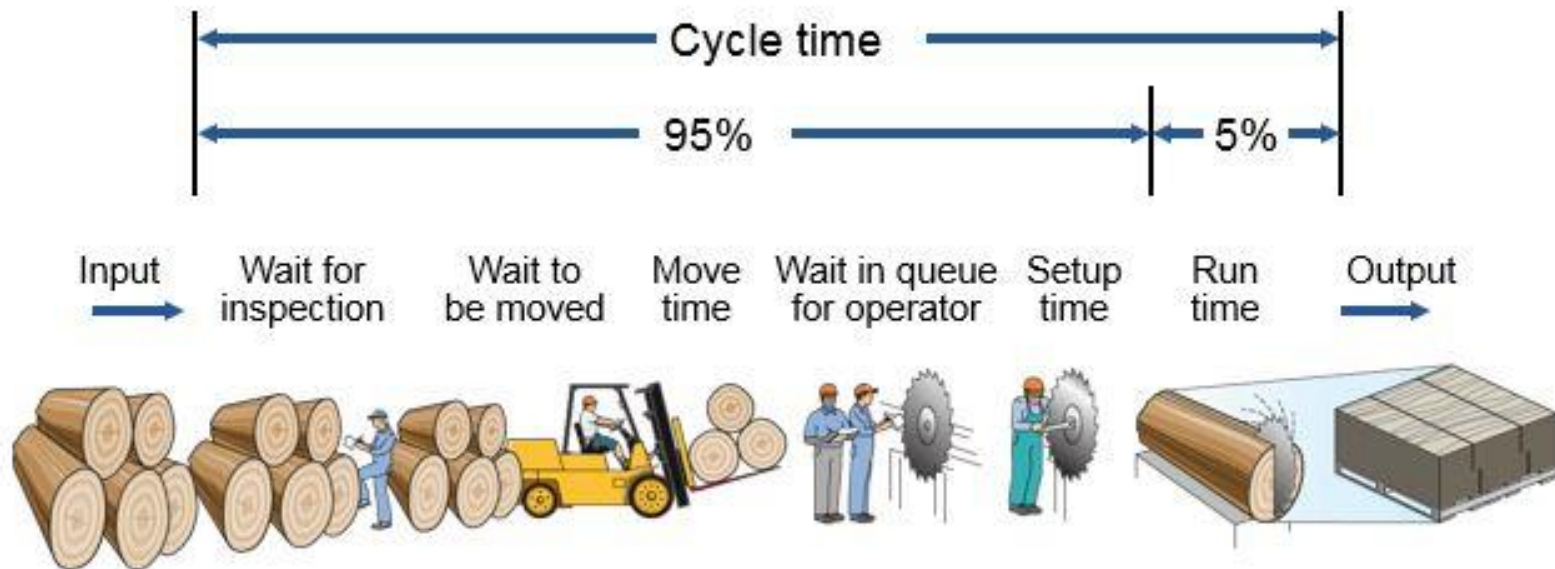 Cycle time
95%
5%
Input
Wait for
inspection
Wait to
be moved
Move
time
Wait in queue
for operator
Setup
time
Run
time
Output